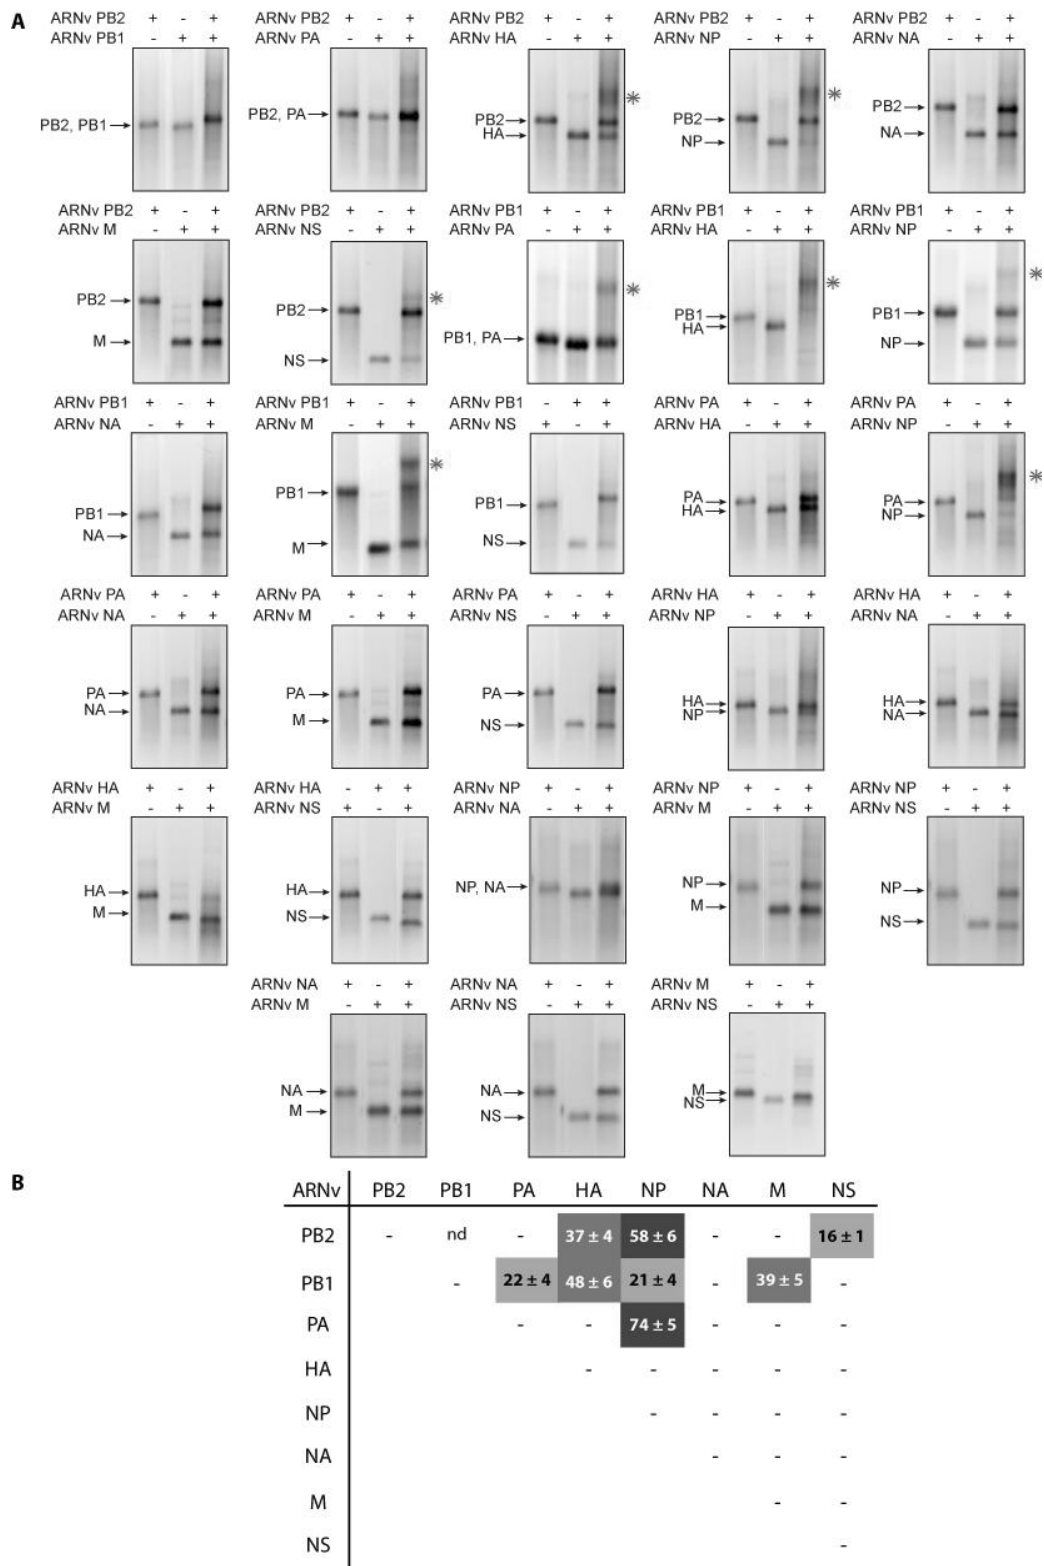 A
ARNv PB2 + - +
ARNv PB1 - + +
PB2, PB1
ARNv PB2 + - +
ARNv PA - + +
PB2, PA
ARNv PB2 + - +
ARNv HA - + +
PB2
HA
*
ARNv PB2 + - +
ARNv NP - + +
PB2
NP
*
ARNv PB2 + - +
ARNv NA - + +
PB2
NA
ARNv PB2 + - +
ARNv M - + +
PB2
M
ARNv PB2 + - +
ARNv NS - + +
PB2
NS
*
ARNv PB1 + - +
ARNv PA - + +
PB1, PA
*
ARNv PB1 + - +
ARNv HA - + +
PB1
HA
*
ARNv PB1 + - +
ARNv NP - + +
PB1
NP
*
ARNv PB1 + - +
ARNv NA - + +
PB1
NA
ARNv PB1 + - +
ARNv M - + +
PB1
M
*
ARNv PB1 - + +
ARNv NS + - +
PB1
NS
ARNv PA + - +
ARNv HA - + +
PA
HA
ARNv PA + - +
ARNv NP - + +
PA
NP
*
ARNv PA + - +
ARNv NA - + +
PA
NA
ARNv PA + - +
ARNv M - + +
PA
M
ARNv PA + - +
ARNv NS - + +
PA
NS
ARNv HA + - +
ARNv NP - + +
HA
NP
ARNv HA + - +
ARNv NA - + +
HA
NA
ARNv HA + - +
ARNv M - + +
HA
M
ARNv HA - + +
ARNv NS + - +
HA
NS
ARNv NP + - +
ARNv NA - + +
NP, NA
ARNv NP + - +
ARNv M - + +
NP
M
ARNv NP + - +
ARNv NS - + +
NP
NS
ARNv NA + - +
ARNv M - + +
NA
M
ARNv NA + - +
ARNv NS - + +
NA
NS
ARNv M + - +
ARNv NS - + +
M
NS
B
ARNv PB2 PB1 PA HA NP NA M NS
PB2 - nd - 37 ± 4 58 ± 6 - - 16 ± 1
PB1 - 22 ± 4 48 ± 6 21 ± 4 - 39 ± 5 -
PA - - 74 ± 5 - - -
HA - - - - -
NP - - - -
NA - - -
M - -
NS -